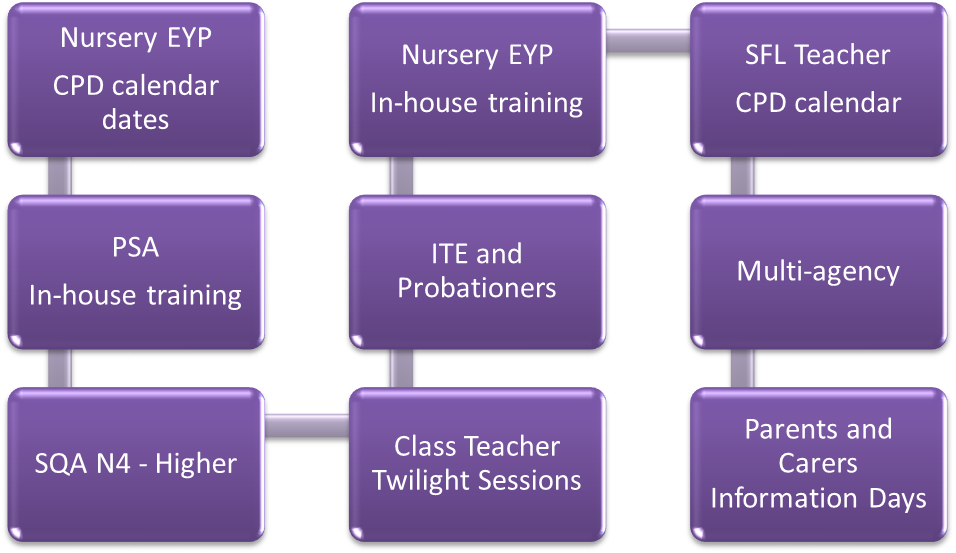 Nursery EYP
CPD calendar
dates
PSA
In-house training
SQA N4 - Higher
Class Teacher
Twilight Sessions
ITE and
Probationers
Nursery EYP
In-house training
SFL Teacher
CPD calendar
Multi-agency
Parents and
Carers
Information Days